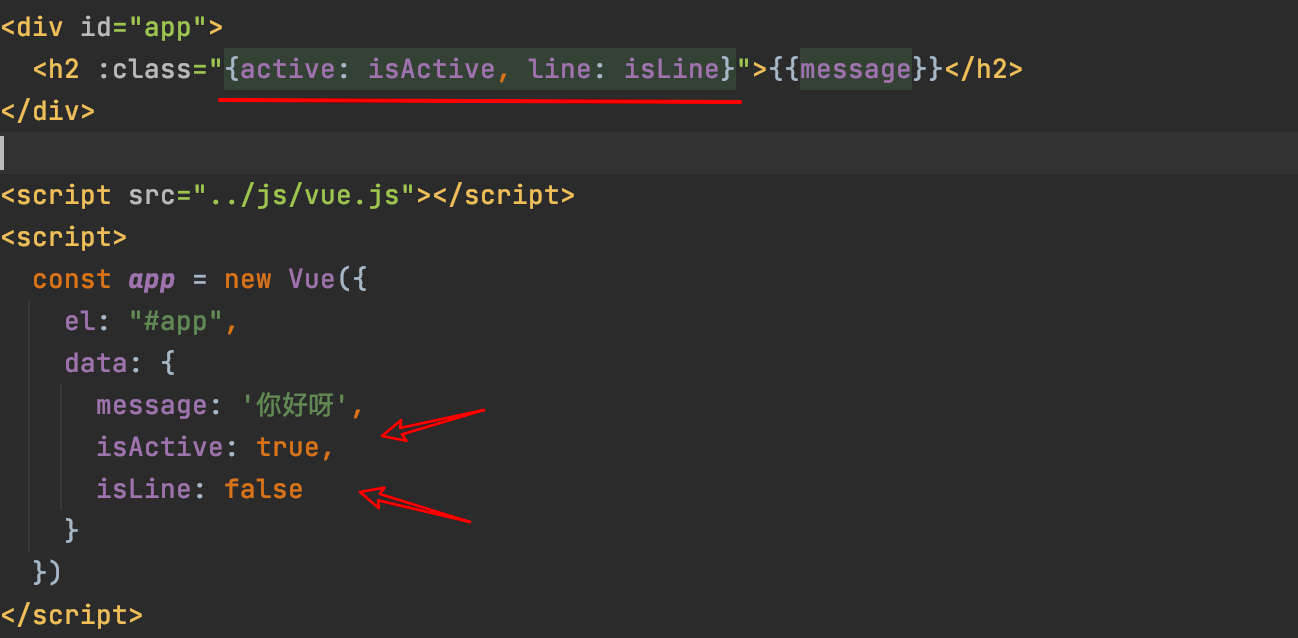 <div id="app">
  <h2 :class="{active: isActive, line: isLine}">{{message}}</h2>
</div>
<script src="../js/vue.js"></script>
<script>
  const app = new Vue({
    el: "#app",
    data: {
      message: '你好呀',
      isActive: true,
      isLine: false
    }
  })
</script>